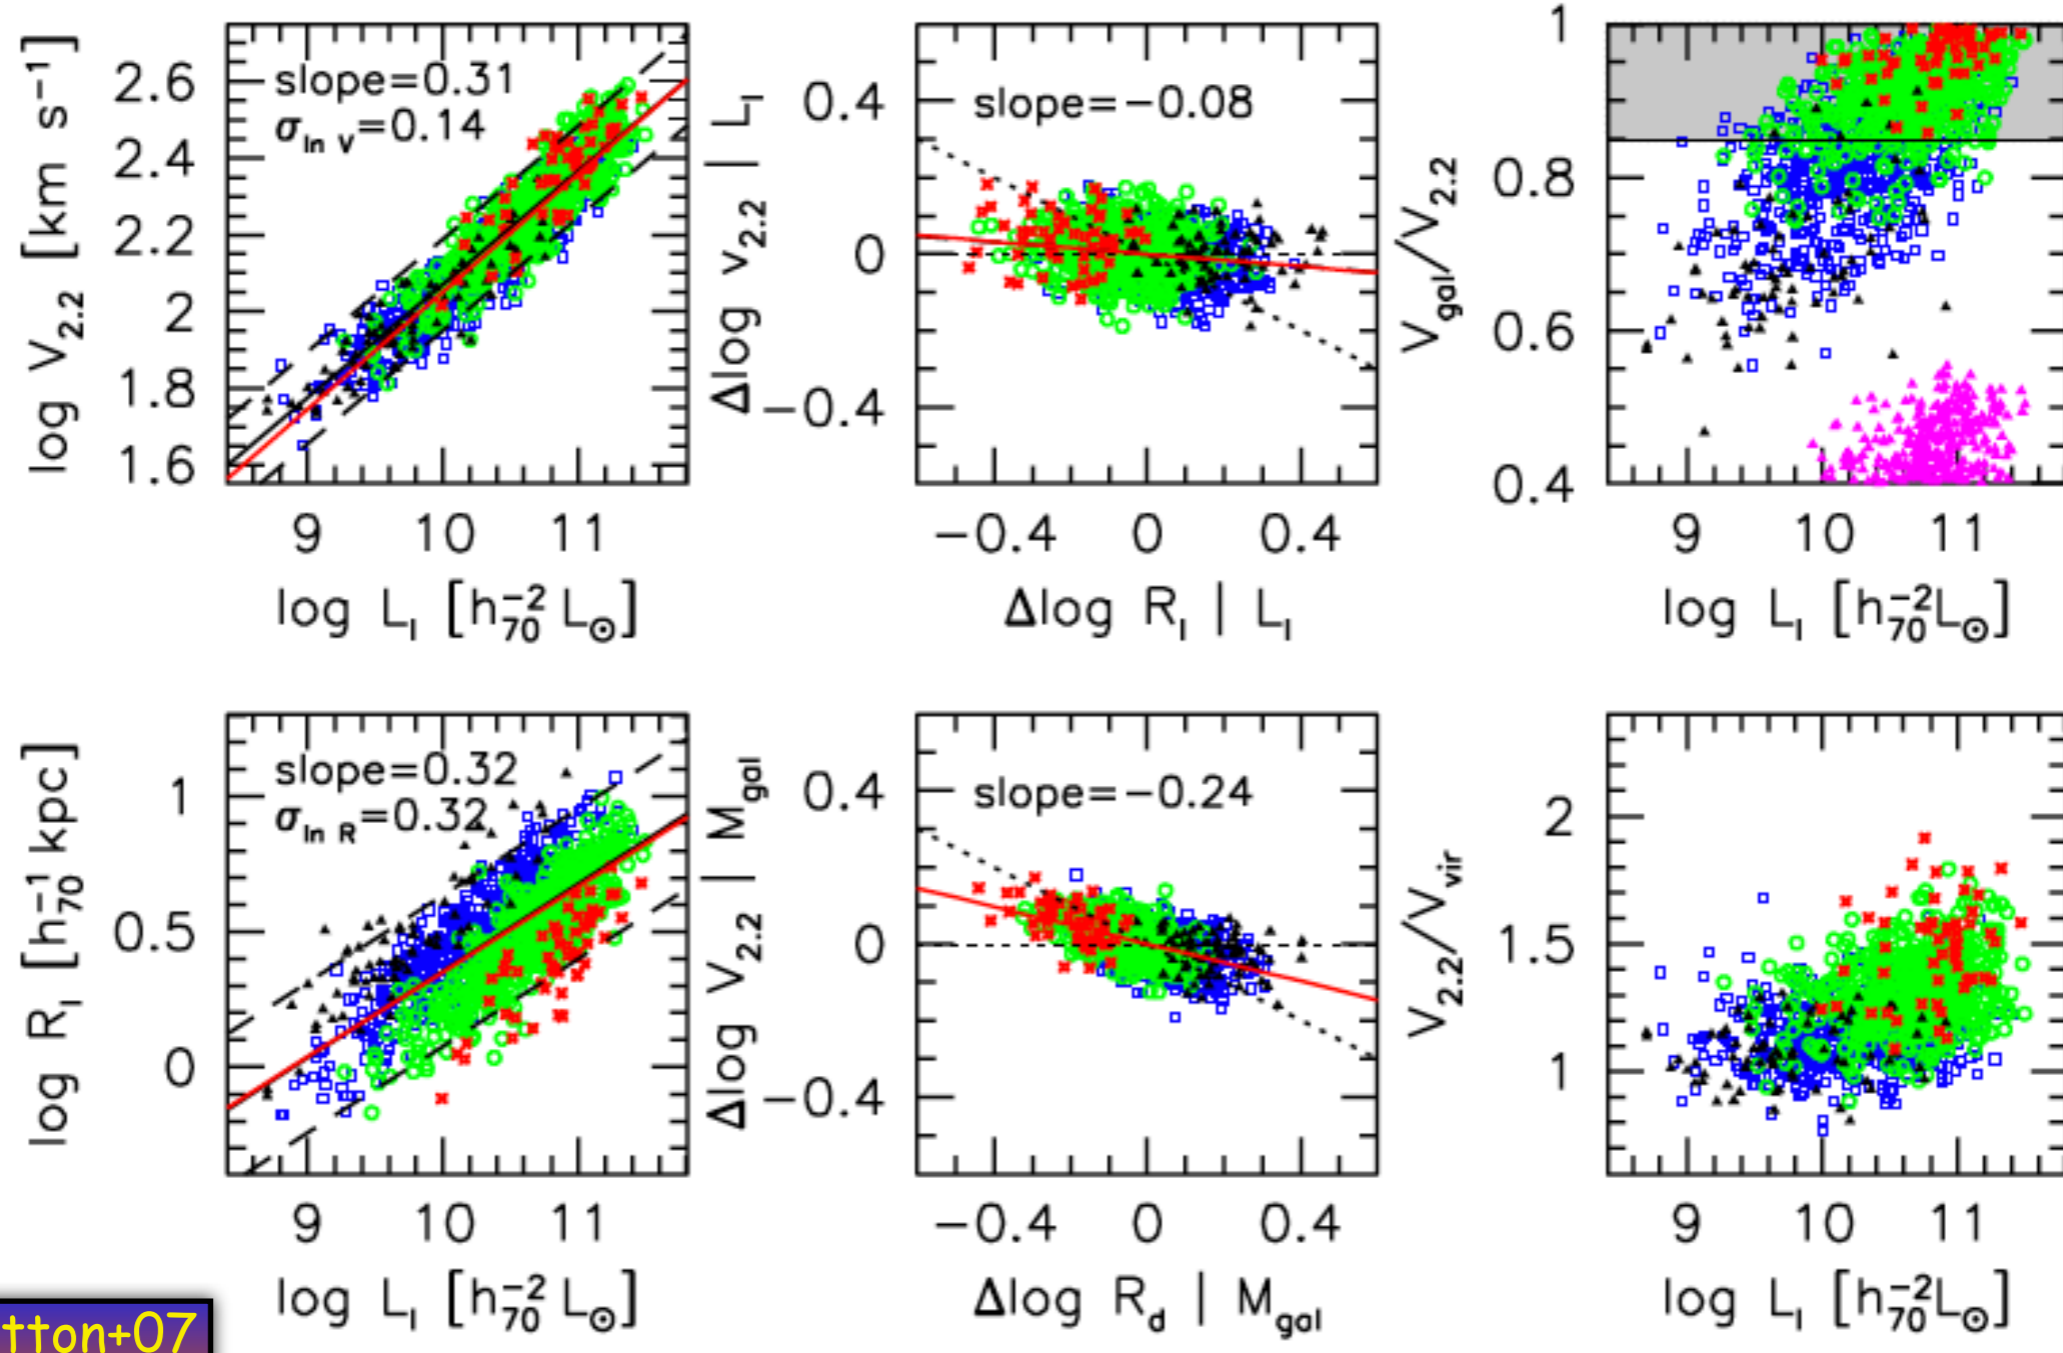 log V2.2 [km s⁻¹]
2.6
2.4
2.2
2
1.8
1.6
slope=0.31
σln V=0.14
9 10 11
log LI [h70⁻² L⊙]
Δlog V2.2 | LI
0.4
0
−0.4
slope=−0.08
−0.4 0 0.4
Δlog RI | LI
Vgal/V2.2
1
0.8
0.6
0.4
9 10 11
log LI [h70⁻² L⊙]
log RI [h70⁻¹ kpc]
1
0.5
0
slope=0.32
σln R=0.32
9 10 11
log LI [h70⁻² L⊙]
Δlog V2.2 | Mgal
0.4
0
−0.4
slope=−0.24
−0.4 0 0.4
Δlog Rd | Mgal
V2.2/Vvir
2
1.5
1
9 10 11
log LI [h70⁻² L⊙]
tton+07